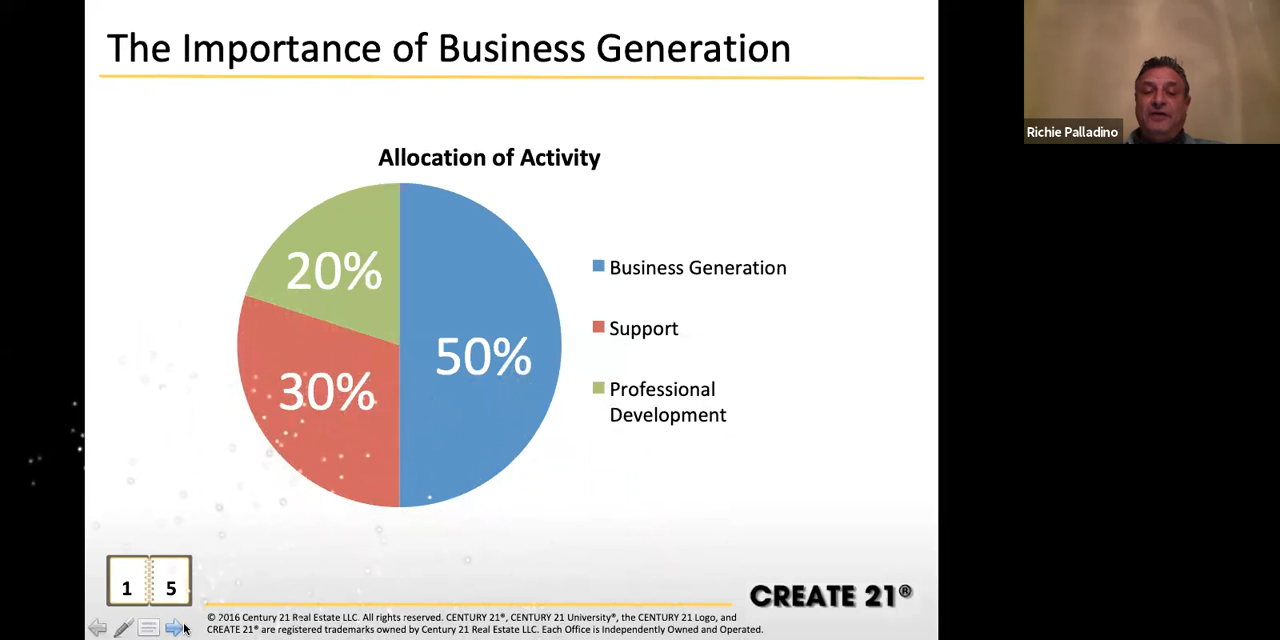 The Importance of Business Generation
Richie Palladino
Allocation of Activity
20%
50%
30%
Business Generation
Support
Professional
Development
1 5
CREATE 21®
© 2016 Century 21 Real Estate LLC. All rights reserved. CENTURY 21®, CENTURY 21 University®, the CENTURY 21 Logo, and
CREATE 21® are registered trademarks owned by Century 21 Real Estate LLC. Each Office is Independently Owned and Operated.